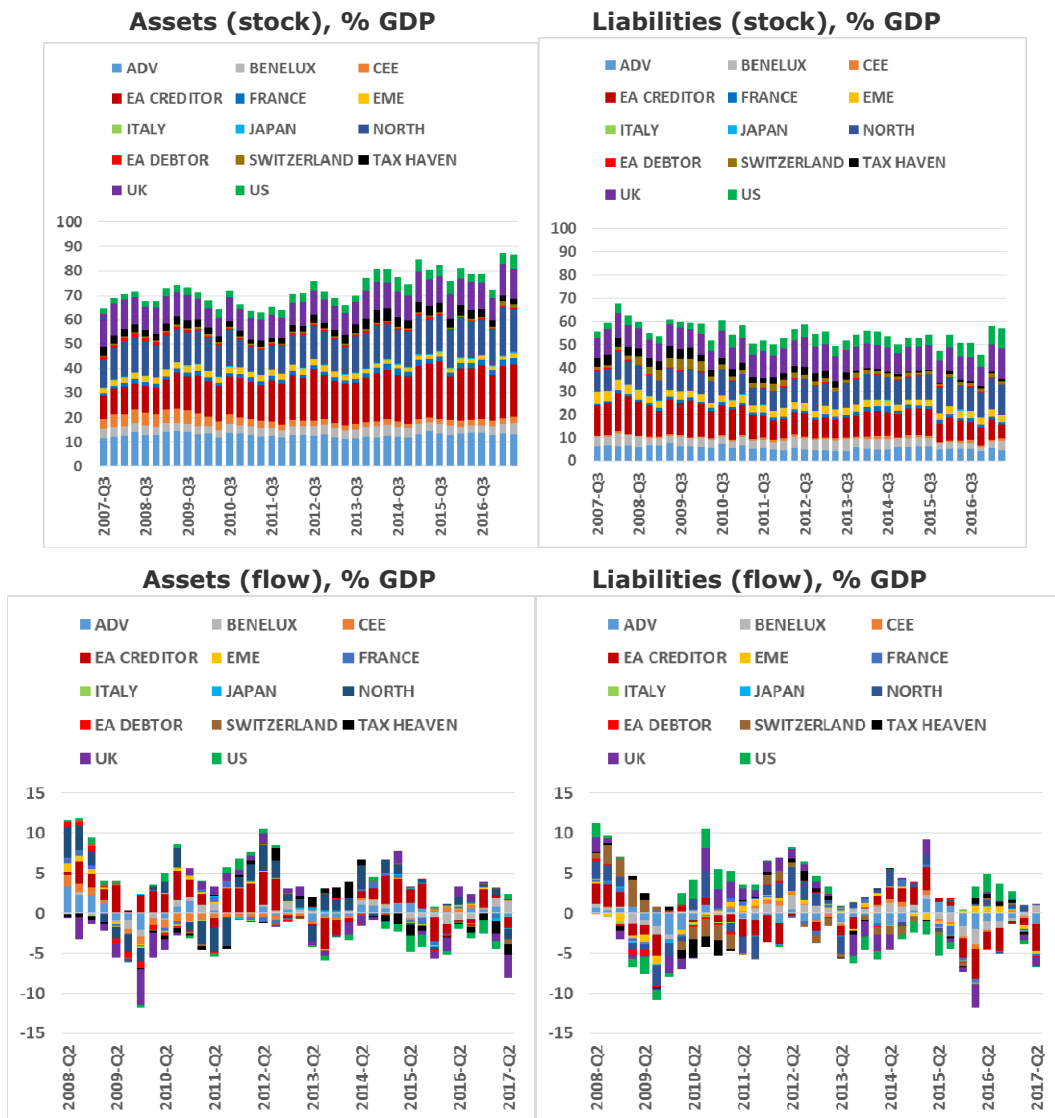 Assets (stock), % GDP
ADV BENELUX CEE
EA CREDITOR FRANCE EME
ITALY JAPAN NORTH
EA DEBTOR SWITZERLAND TAX HAVEN
UK US
100
90
80
70
60
50
40
30
20
10
0
2007-Q3 2008-Q3 2009-Q3 2010-Q3 2011-Q3 2012-Q3 2013-Q3 2014-Q3 2015-Q3 2016-Q3
Liabilities (stock), % GDP
ADV BENELUX CEE
EA CREDITOR FRANCE EME
ITALY JAPAN NORTH
EA DEBTOR SWITZERLAND TAX HAVEN
UK US
100
90
80
70
60
50
40
30
20
10
0
2007-Q3 2008-Q3 2009-Q3 2010-Q3 2011-Q3 2012-Q3 2013-Q3 2014-Q3 2015-Q3 2016-Q3
Assets (flow), % GDP
ADV BENELUX CEE
EA CREDITOR EME FRANCE
ITALY JAPAN NORTH
EA DEBTOR SWITZERLAND TAX HEAVEN
UK US
15
10
5
0
-5
-10
-15
2008-Q2 2009-Q2 2010-Q2 2011-Q2 2012-Q2 2013-Q2 2014-Q2 2015-Q2 2016-Q2 2017-Q2
Liabilities (flow), % GDP
ADV BENELUX CEE
EA CREDITOR EME FRANCE
ITALY JAPAN NORTH
EA DEBTOR SWITZERLAND TAX HEAVEN
UK US
15
10
5
0
-5
-10
-15
2008-Q2 2009-Q2 2010-Q2 2011-Q2 2012-Q2 2013-Q2 2014-Q2 2015-Q2 2016-Q2 2017-Q2